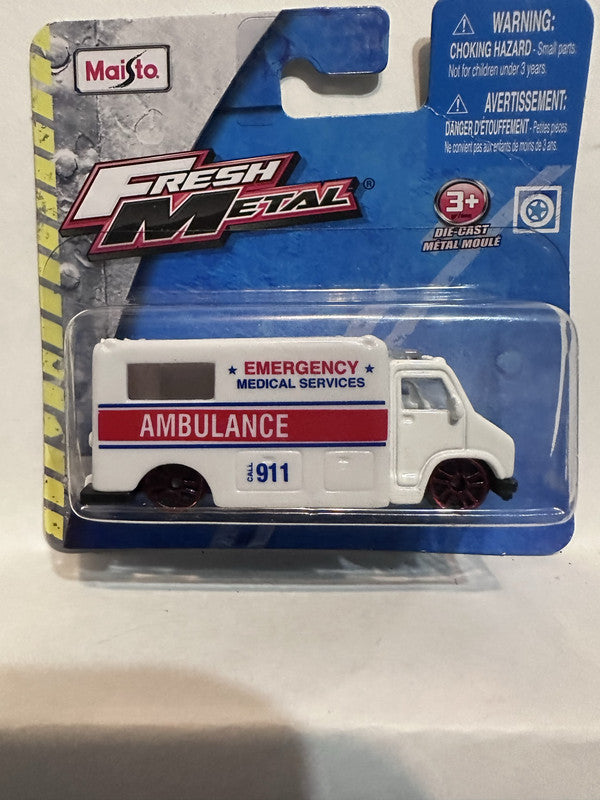 Maisto®
WARNING:
CHOKING HAZARD - Small parts.
Not for children under 3 years.
AVERTISSEMENT:
DANGER D'ÉTOUFFEMENT - Petites pièces.
Ne convient pas aux enfants de moins de 3 ans.
FRESH
METAL®
3+
DIE-CAST
MÉTAL MOULÉ
EMERGENCY
MEDICAL SERVICES
AMBULANCE
CALL 911